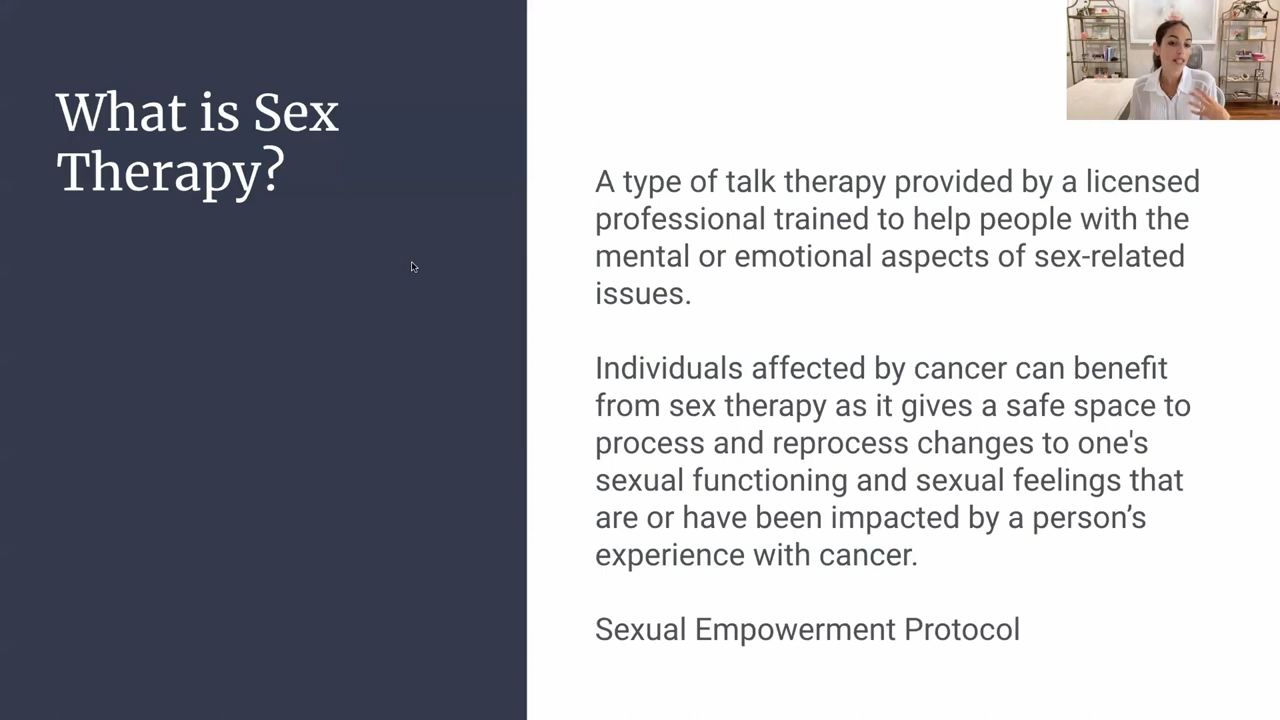 What is Sex
Therapy?
A type of talk therapy provided by a licensed
professional trained to help people with the
mental or emotional aspects of sex-related
issues.
Individuals affected by cancer can benefit
from sex therapy as it gives a safe space to
process and reprocess changes to one's
sexual functioning and sexual feelings that
are or have been impacted by a person’s
experience with cancer.
Sexual Empowerment Protocol